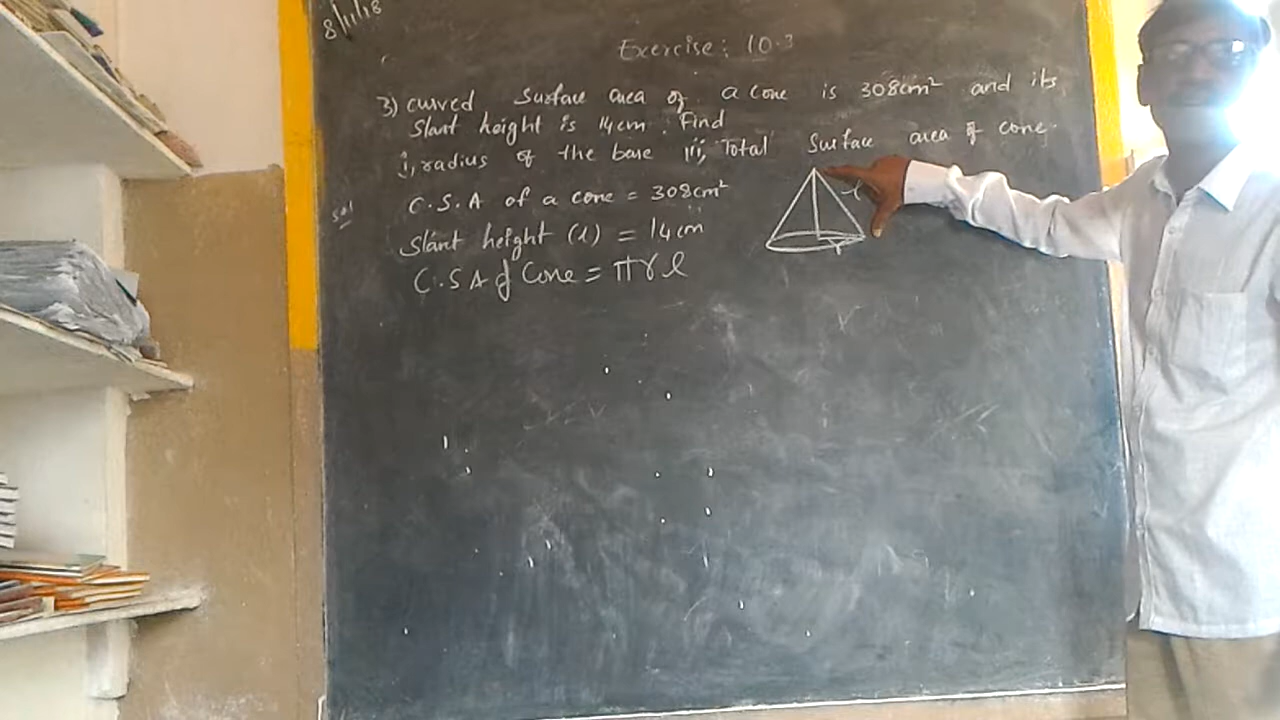 8/11/18
Exercise: 10.3
3) curved surface area of a cone is 308cm² and its
Slant height is 14cm. Find
i, radius of the base ii, Total Surface area of cone.
Sol
C.S.A of a cone = 308cm²
Slant height (l) = 14cm
C.S.A of Cone = πrl
l
r